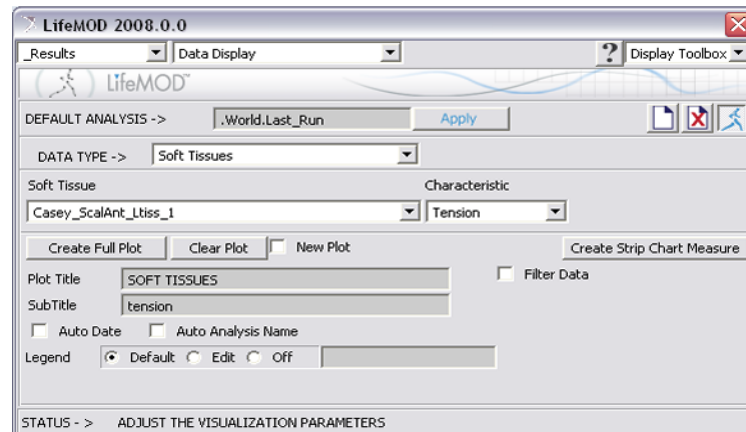 LifeMOD 2008.0.0
_Results Data Display ? Display Toolbox
LifeMOD™
DEFAULT ANALYSIS -> .World.Last_Run Apply
DATA TYPE -> Soft Tissues
Soft Tissue Characteristic
Casey_ScalAnt_Ltiss_1 Tension
Create Full Plot Clear Plot New Plot Create Strip Chart Measure
Plot Title SOFT TISSUES Filter Data
SubTitle tension
Auto Date Auto Analysis Name
Legend Default Edit Off
STATUS - > ADJUST THE VISUALIZATION PARAMETERS